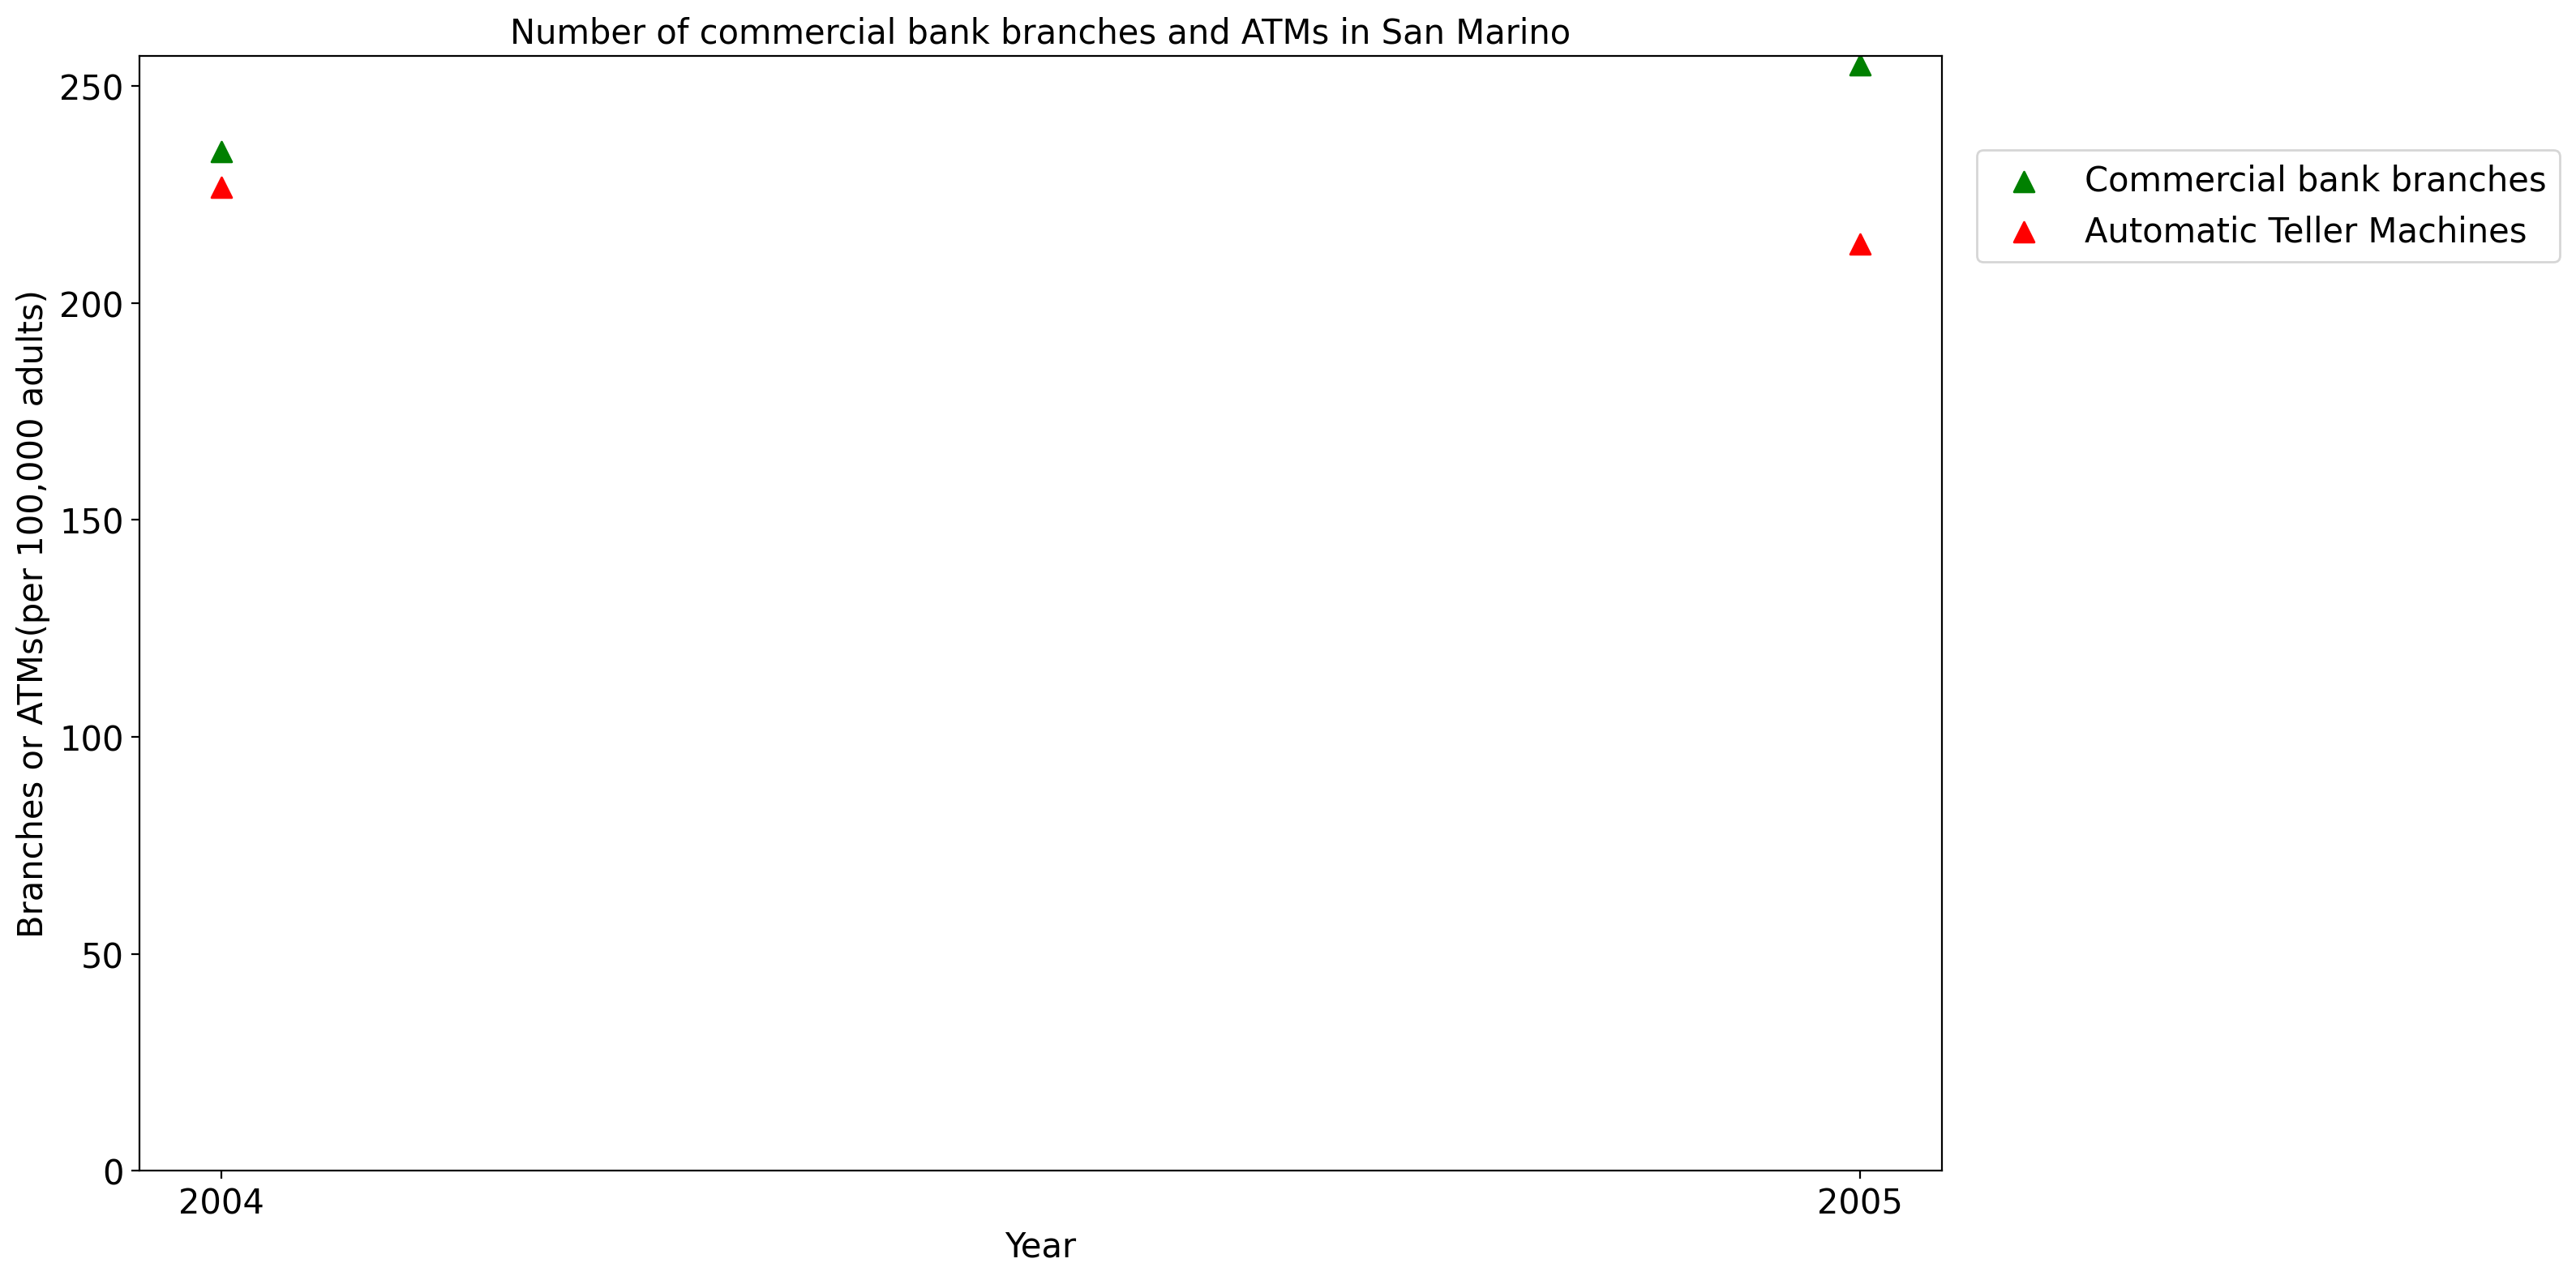 Number of commercial bank branches and ATMs in San Marino
Branches or ATMs(per 100,000 adults)
250
200
150
100
50
0
2004
2005
Year
Commercial bank branches
Automatic Teller Machines